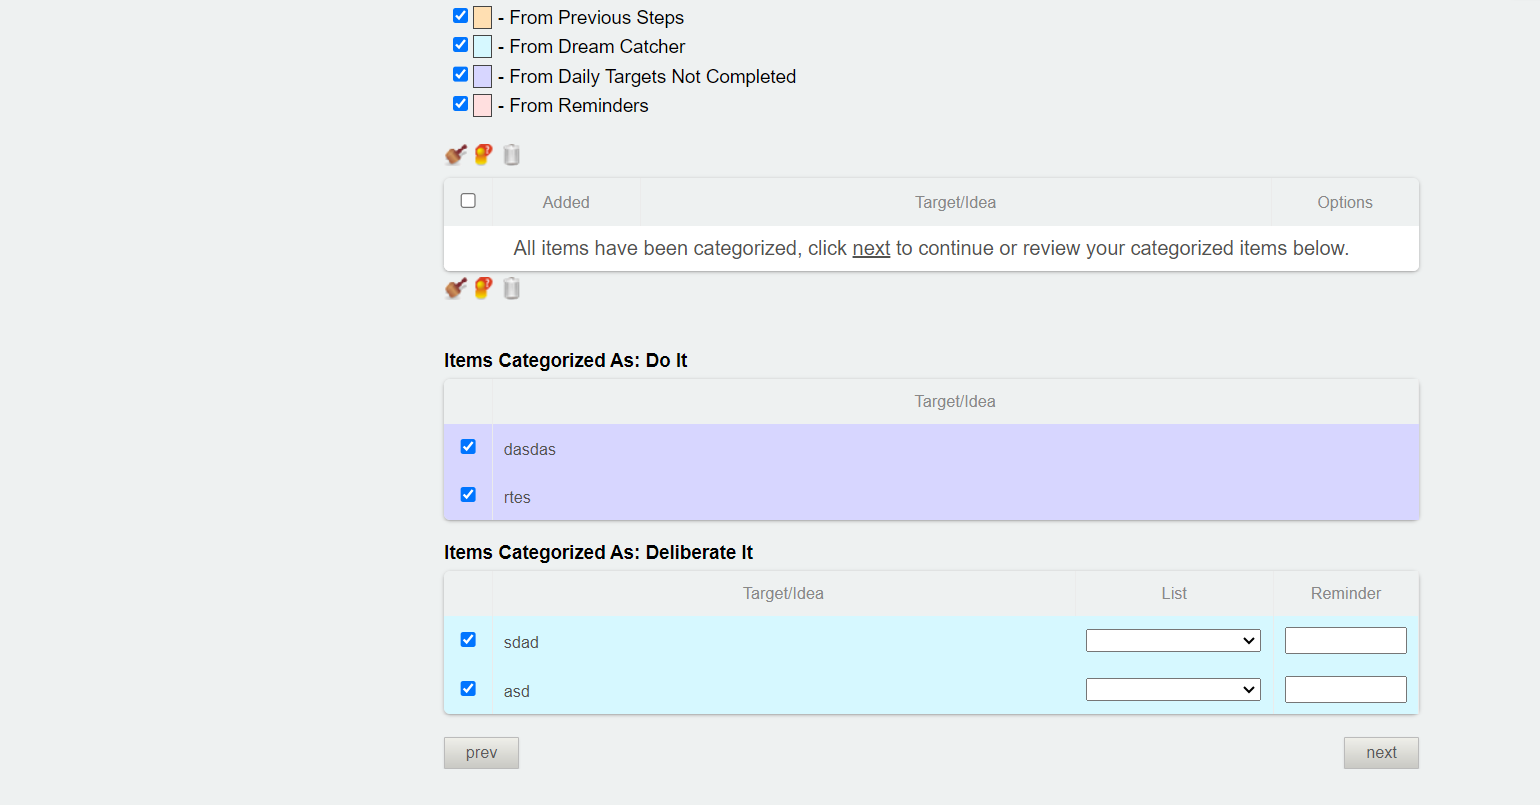 - From Previous Steps
- From Dream Catcher
- From Daily Targets Not Completed
- From Reminders
Added Target/Idea Options
All items have been categorized, click next to continue or review your categorized items below.
Items Categorized As: Do It
Target/Idea
dasdas
rtes
Items Categorized As: Deliberate It
Target/Idea List Reminder
sdad
asd
prev next